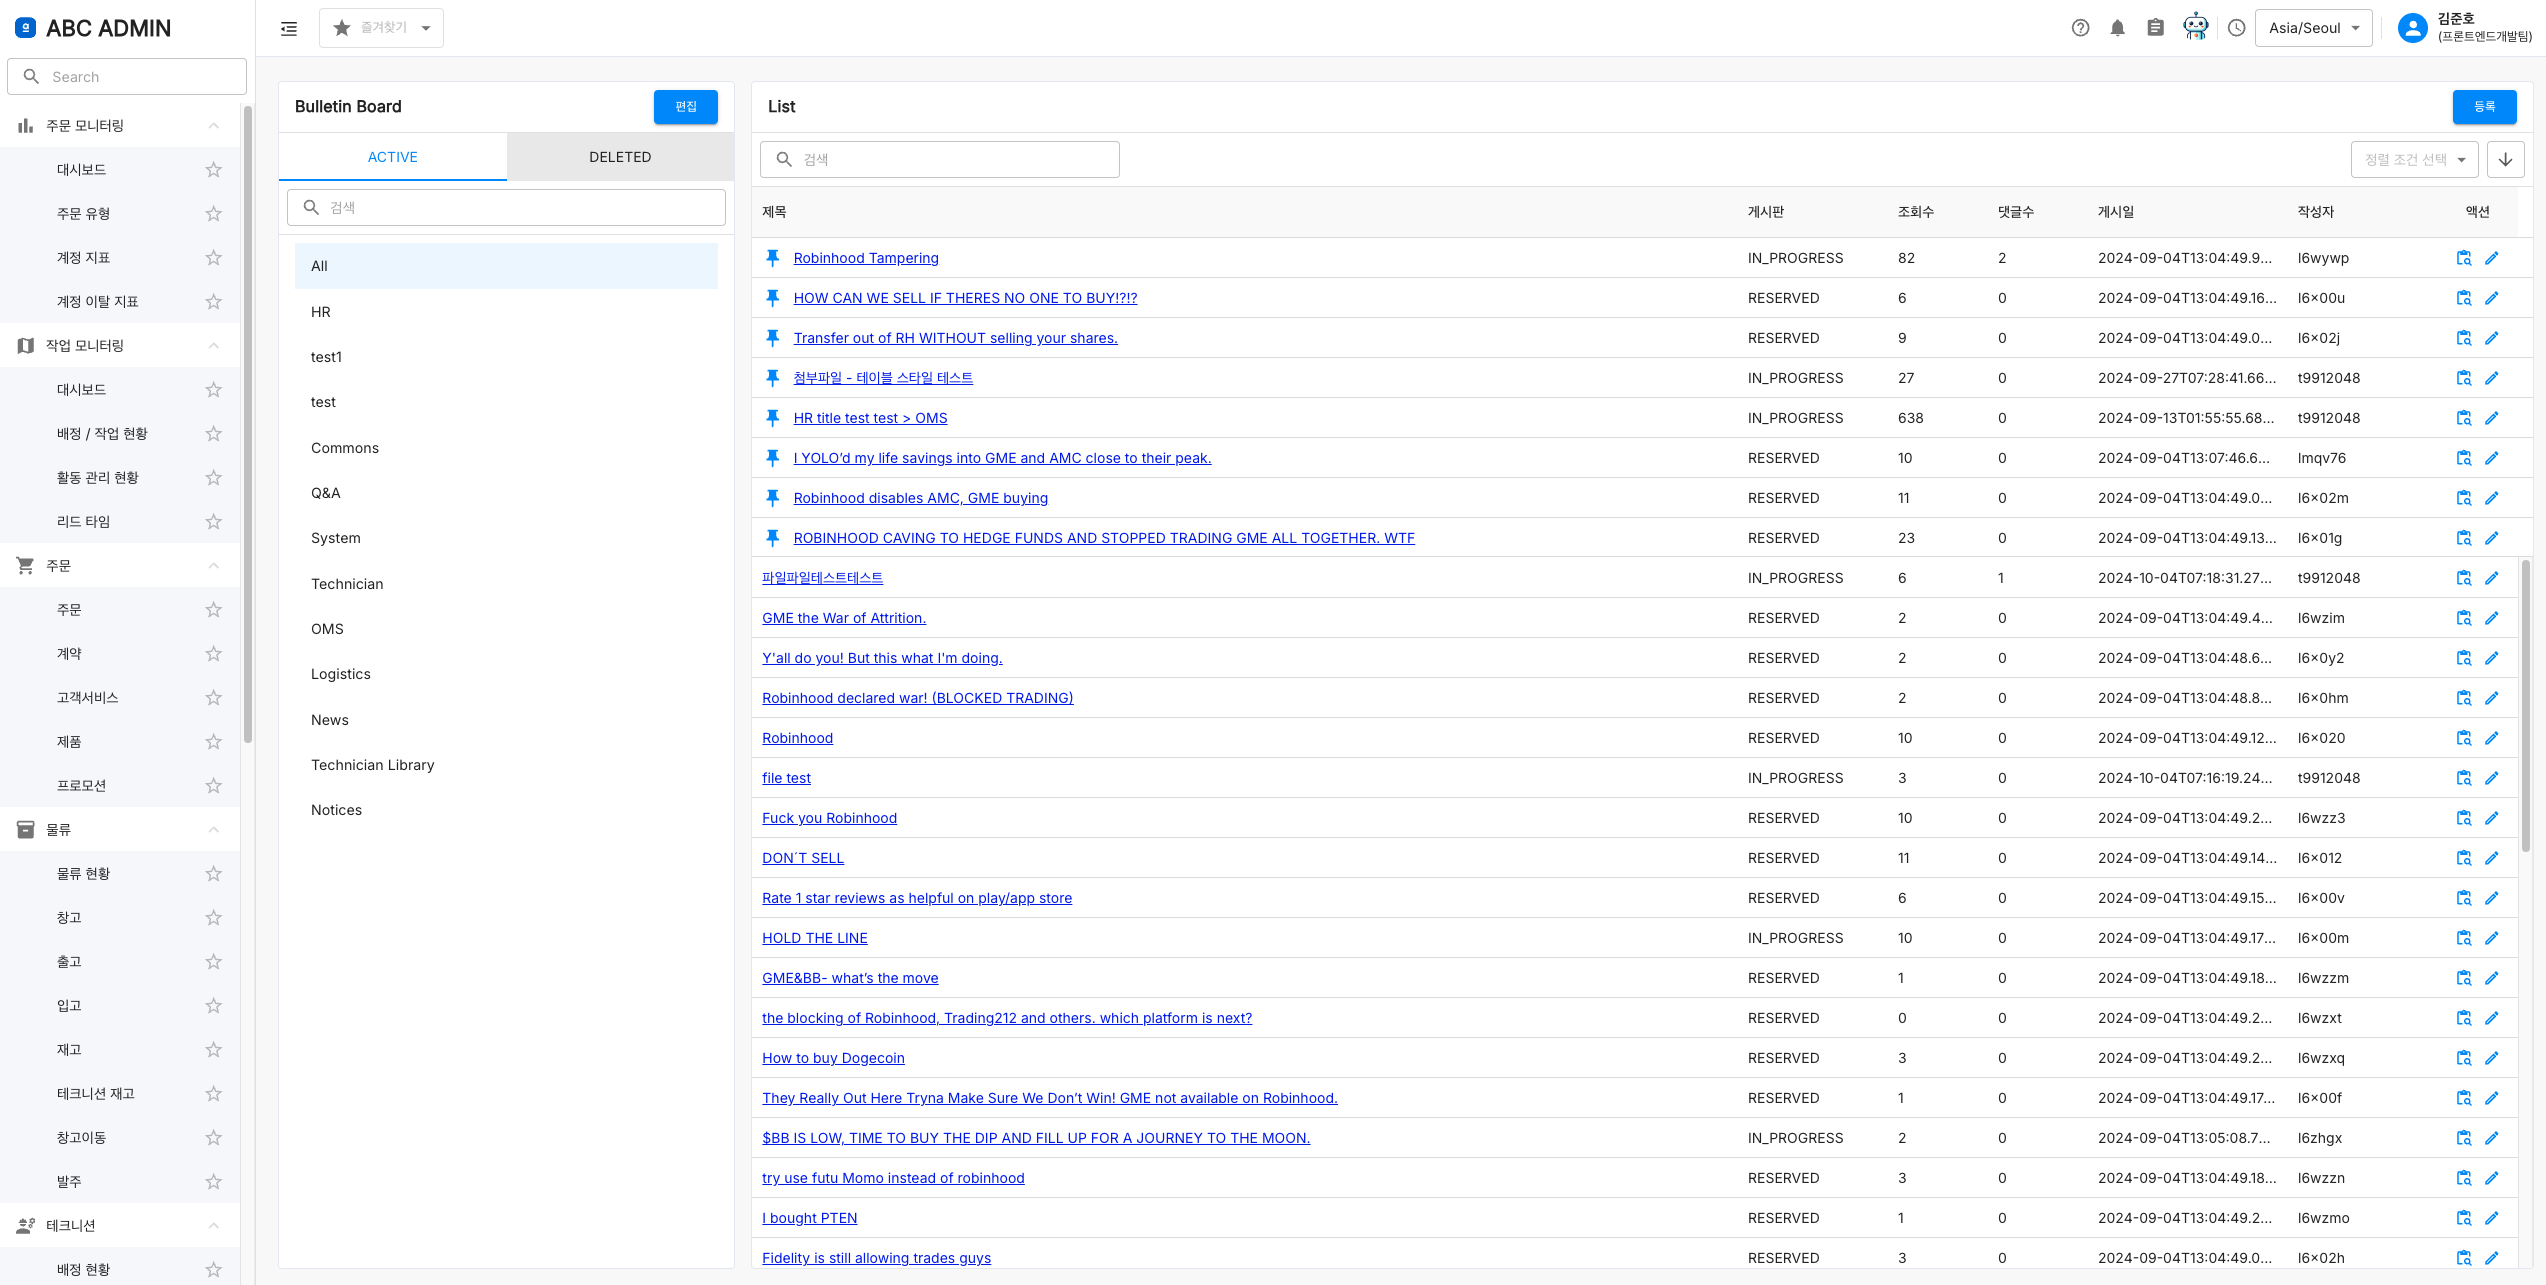 ABC ADMIN
즐겨찾기
Asia/Seoul
김준호
(프론트엔드개발팀)
Search
주문 모니터링
대시보드
주문 유형
계정 지표
계정 이탈 지표
작업 모니터링
대시보드
배정 / 작업 현황
활동 관리 현황
리드 타임
주문
주문
계약
고객서비스
제품
프로모션
물류
물류 현황
창고
출고
입고
재고
테크니션 재고
창고이동
발주
테크니션
배정 현황
Bulletin Board
편집
ACTIVE
DELETED
검색
All
HR
test1
test
Commons
Q&A
System
Technician
OMS
Logistics
News
Technician Library
Notices
List
등록
검색
정렬 조건 선택
제목 게시판 조회수 댓글수 게시일 작성자 액션
Robinhood Tampering IN_PROGRESS 82 2 2024-09-04T13:04:49.9... l6wywp
HOW CAN WE SELL IF THERES NO ONE TO BUY!?!? RESERVED 6 0 2024-09-04T13:04:49.16... l6x00u
Transfer out of RH WITHOUT selling your shares. RESERVED 9 0 2024-09-04T13:04:49.0... l6x02j
첨부파일 - 테이블 스타일 테스트 IN_PROGRESS 27 0 2024-09-27T07:28:41.66... t9912048
HR title test test > OMS IN_PROGRESS 638 0 2024-09-13T01:55:55.68... t9912048
I YOLO’d my life savings into GME and AMC close to their peak. RESERVED 10 0 2024-09-04T13:07:46.6... lmqv76
Robinhood disables AMC, GME buying RESERVED 11 0 2024-09-04T13:04:49.0... l6x02m
ROBINHOOD CAVING TO HEDGE FUNDS AND STOPPED TRADING GME ALL TOGETHER. WTF RESERVED 23 0 2024-09-04T13:04:49.13... l6x01g
파일파일테스트테스트 IN_PROGRESS 6 1 2024-10-04T07:18:31.27... t9912048
GME the War of Attrition. RESERVED 2 0 2024-09-04T13:04:49.4... l6wzim
Y'all do you! But this what I'm doing. RESERVED 2 0 2024-09-04T13:04:48.6... l6x0y2
Robinhood declared war! (BLOCKED TRADING) RESERVED 2 0 2024-09-04T13:04:48.8... l6x0hm
Robinhood RESERVED 10 0 2024-09-04T13:04:49.12... l6x020
file test IN_PROGRESS 3 0 2024-10-04T07:16:19.24... t9912048
Fuck you Robinhood RESERVED 10 0 2024-09-04T13:04:49.2... l6wzz3
DON´T SELL RESERVED 11 0 2024-09-04T13:04:49.14... l6x012
Rate 1 star reviews as helpful on play/app store RESERVED 6 0 2024-09-04T13:04:49.15... l6x00v
HOLD THE LINE IN_PROGRESS 10 0 2024-09-04T13:04:49.17... l6x00m
GME&BB- what’s the move RESERVED 1 0 2024-09-04T13:04:49.18... l6wzzm
the blocking of Robinhood, Trading212 and others. which platform is next? RESERVED 0 0 2024-09-04T13:04:49.2... l6wzxt
How to buy Dogecoin RESERVED 3 0 2024-09-04T13:04:49.2... l6wzxq
They Really Out Here Tryna Make Sure We Don’t Win! GME not available on Robinhood. RESERVED 1 0 2024-09-04T13:04:49.17... l6x00f
$BB IS LOW, TIME TO BUY THE DIP AND FILL UP FOR A JOURNEY TO THE MOON. IN_PROGRESS 2 0 2024-09-04T13:05:08.7... l6zhgx
try use futu Momo instead of robinhood RESERVED 3 0 2024-09-04T13:04:49.18... l6wzzn
I bought PTEN RESERVED 1 0 2024-09-04T13:04:49.2... l6wzmo
Fidelity is still allowing trades guys RESERVED 3 0 2024-09-04T13:04:49.0... l6x02h